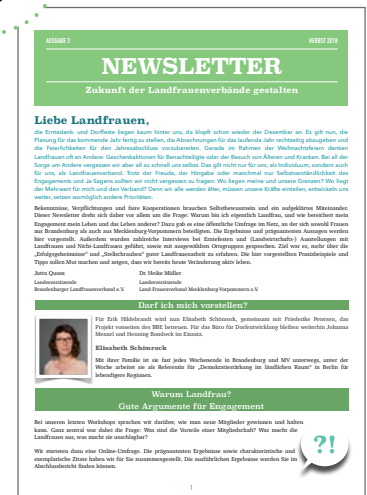 AUSGABE 3
HERBST 2018
NEWSLETTER
Zukunft der Landfrauenverbände gestalten
Liebe Landfrauen,
die Erntedank- und Dorffeste liegen kaum hinter uns, da klopft schon wieder der Dezember an. Es gilt nun, die
Planung für das kommende Jahr fertig zu stellen, die Abrechnungen für das laufende Jahr rechtzeitig abzugeben und
die Feierlichkeiten für den Jahresabschluss vorzubereiten. Gerade im Rahmen der Weihnachtsfeiern denken
Landfrauen oft an Andere: Geschenkaktionen für Benachteiligte oder der Besuch von Älteren und Kranken. Bei all der
Sorge um Andere vergessen wir aber all zu schnell uns selbst. Das gilt nicht nur für uns, als Individuum, sondern auch
für uns, als Landfrauenverband. Trotz der Freude, der Hingabe oder manchmal nur Selbstverständlichkeit des
Engagements und Ja-Sagens sollten wir nicht vergessen zu fragen: Wo liegen meine und unsere Grenzen? Wo liegt
der Mehrwert für mich und den Verband? Denn wir alle werden älter, müssen unsere Kräfte einteilen, entwickeln uns
weiter, setzen womöglich andere Prioritäten.
Bekenntnisse, Verpflichtungen und faire Kooperationen brauchen Selbstbewusstsein und ein aufgeklärtes Miteinander.
Dieser Newsletter dreht sich daher vor allem um die Frage: Warum bin ich eigentlich Landfrau, und wie bereichert mein
Engagement mein Leben und das Leben anderer? Dazu gab es eine öffentliche Umfrage im Netz, an der sich sowohl Frauen
aus Brandenburg als auch aus Mecklenburg-Vorpommern beteiligten. Die Ergebnisse und prägnantesten Aussagen werden
hier vorgestellt. Außerdem wurden zahlreiche Interviews bei Erntefesten und (Landwirtschafts-) Ausstellungen mit
Landfrauen und Nicht-Landfrauen geführt, sowie mit ausgewählten Ortsgruppen gesprochen. Ziel war es, mehr über die
„Erfolgsgeheimnisse“ und „Stellschrauben“ guter Landfrauenarbeit zu erfahren. Die hier vorgestellten Praxisbeispiele und
Tipps sollen Mut machen und zeigen, dass wir bereits heute Veränderung aktiv leben.
Jutta Quoos
Dr. Heike Müller
Landesvorsitzende
Landesvorsitzende
Brandenburger Landfrauenverband e.V.
Land-Frauenverband Mecklenburg-Vorpommern e.V.
Darf ich mich vorstellen?
Für Erik Hildebrandt wird nun Elisabeth Schönrock, gemeinsam mit Friederike Petersen, das
Projekt vonseiten des BBE betreuen. Für das Büro für Dorfentwicklung bleiben weiterhin Johanna
Menzel und Henning Bombeck im Einsatz.
Elisabeth Schönrock
Mit ihrer Familie ist sie fast jedes Wochenende in Brandenburg und MV unterwegs, unter der
Woche arbeitet sie als Referentin für „Demokratiestärkung im ländlichen Raum“ in Berlin für
lebendigere Regionen.
Warum Landfrau?
Gute Argumente für Engagement
Bei unseren letzten Workshops sprachen wir darüber, wie man neue Mitglieder gewinnen und halten
kann. Ganz zentral war dabei die Frage: Was sind die Vorteile einer Mitgliedschaft? Was macht die
Landfrauen aus, was macht sie unschlagbar?
?!
Wir starteten dazu eine Online-Umfrage. Die prägnantesten Ergebnisse sowie charakteristische und
exemplarische Zitate haben wir für Sie zusammengestellt. Die ausführlichen Ergebnisse werden Sie im
Abschlussbericht finden können.
1